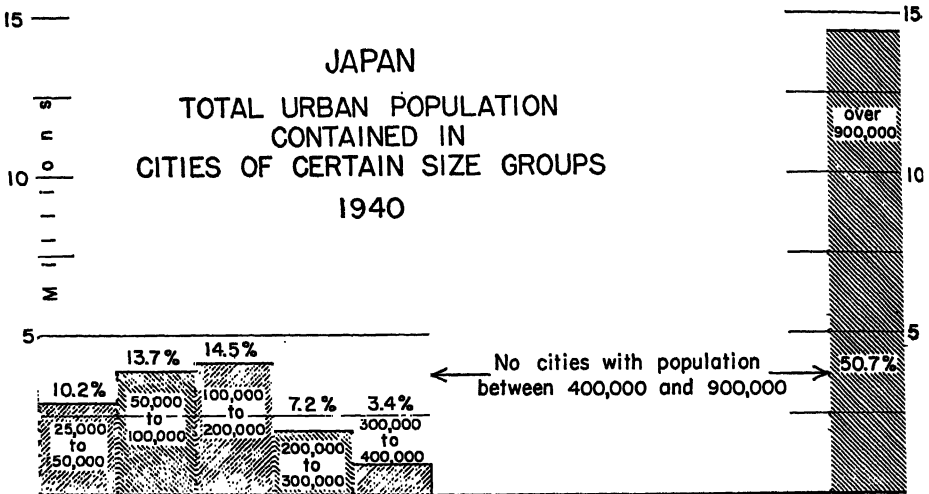 15
15
JAPAN
TOTAL URBAN POPULATION
CONTAINED IN
CITIES OF CERTAIN SIZE GROUPS
1940
Millions
over
900,000
10
10
5
5
10.2%
13.7%
14.5%
7.2%
3.4%
50.7%
25,000
to
50,000
50,000
to
100,000
100,000
to
200,000
200,000
to
300,000
300,000
to
400,000
No cities with population
between 400,000 and 900,000